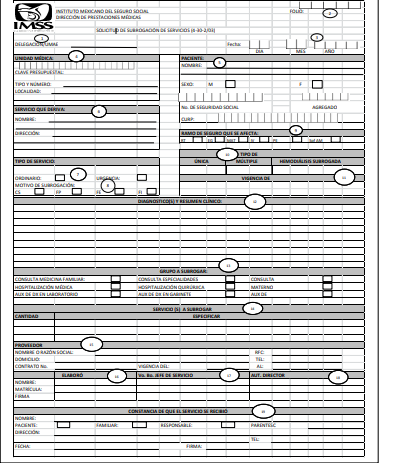 INSTITUTO MEXICANO DEL SEGURO SOCIAL
DIRECCIÓN DE PRESTACIONES MÉDICAS
FOLIO:
IMSS
SOLICITUD DE SUBROGACIÓN DE SERVICIOS (4-30-2/03)
DELEGACIÓN/UMAE
Fecha:
DIA MES AÑO
UNIDAD MÉDICA: PACIENTE:
NOMBRE:
CLAVE PRESUPUESTAL:
TIPO Y NÚMERO: SEXO: M F
LOCALIDAD:
SERVICIO QUE DERIVA: No. DE SEGURIDAD SOCIAL AGREGADO
NOMBRE: CURP:
DIRECCIÓN: RAMO DE SEGURO QUE SE AFECTA:
TIPO DE
TIPO DE SERVICIO: ÚNICA MÚLTIPLE HEMODIÁLISIS SUBROGADA
ORDINARIO: URGENCIA: VIGENCIA DE
MOTIVO DE SUBROGACIÓN:
CS FP FE FI
DIAGNOSTICO(S) Y RESUMEN CLÍNICO:
GRUPO A SUBROGAR:
CONSULTA MEDICINA FAMILIAR: CONSULTA ESPECIALIDADES CONSULTA
HOSPITALIZACIÓN MÉDICA HOSPITALIZACIÓN QUIRÚRGICA MATERNO
AUX DE DX EN LABORATORIO AUX DE DX EN GABINETE AUX DE
SERVICIO (S) A SUBROGAR
CANTIDAD ESPECIFICAR
PROVEEDOR
NOMBRE O RAZÓN SOCIAL: RFC:
DOMICILIO: TEL:
CONTRATO No. VIGENCIA DEL: AL:
ELABORÓ Vo. Bo. JEFE DE SERVICIO AUT. DIRECTOR
NOMBRE:
MATRICULA:
FIRMA
CONSTANCIA DE QUE EL SERVICIO SE RECIBIÓ
NOMBRE:
PACIENTE: FAMILIAR: RESPONSABLE: PARENTESC
DIRECCIÓN:
TEL:
FECHA: FIRMA: